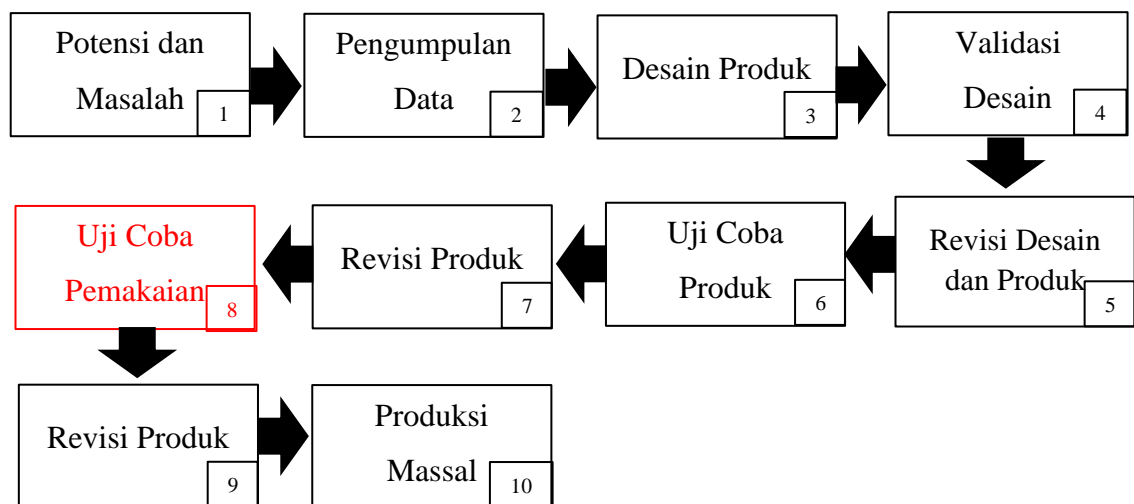 Potensi dan
Masalah
1
Pengumpulan
Data
2
Desain Produk
3
Validasi
Desain
4
Revisi Desain
dan Produk
5
Uji Coba
Produk
6
Revisi Produk
7
Uji Coba
Pemakaian
8
Revisi Produk
9
Produksi
Massal
10